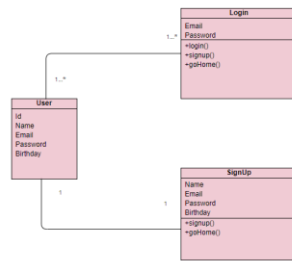 Login
Email
Password
+login()
+signup()
+goHome()
1...*
1...*
User
Id
Name
Email
Password
Birthday
1
1
SignUp
Name
Email
Password
Birthday
+signup()
+goHome()